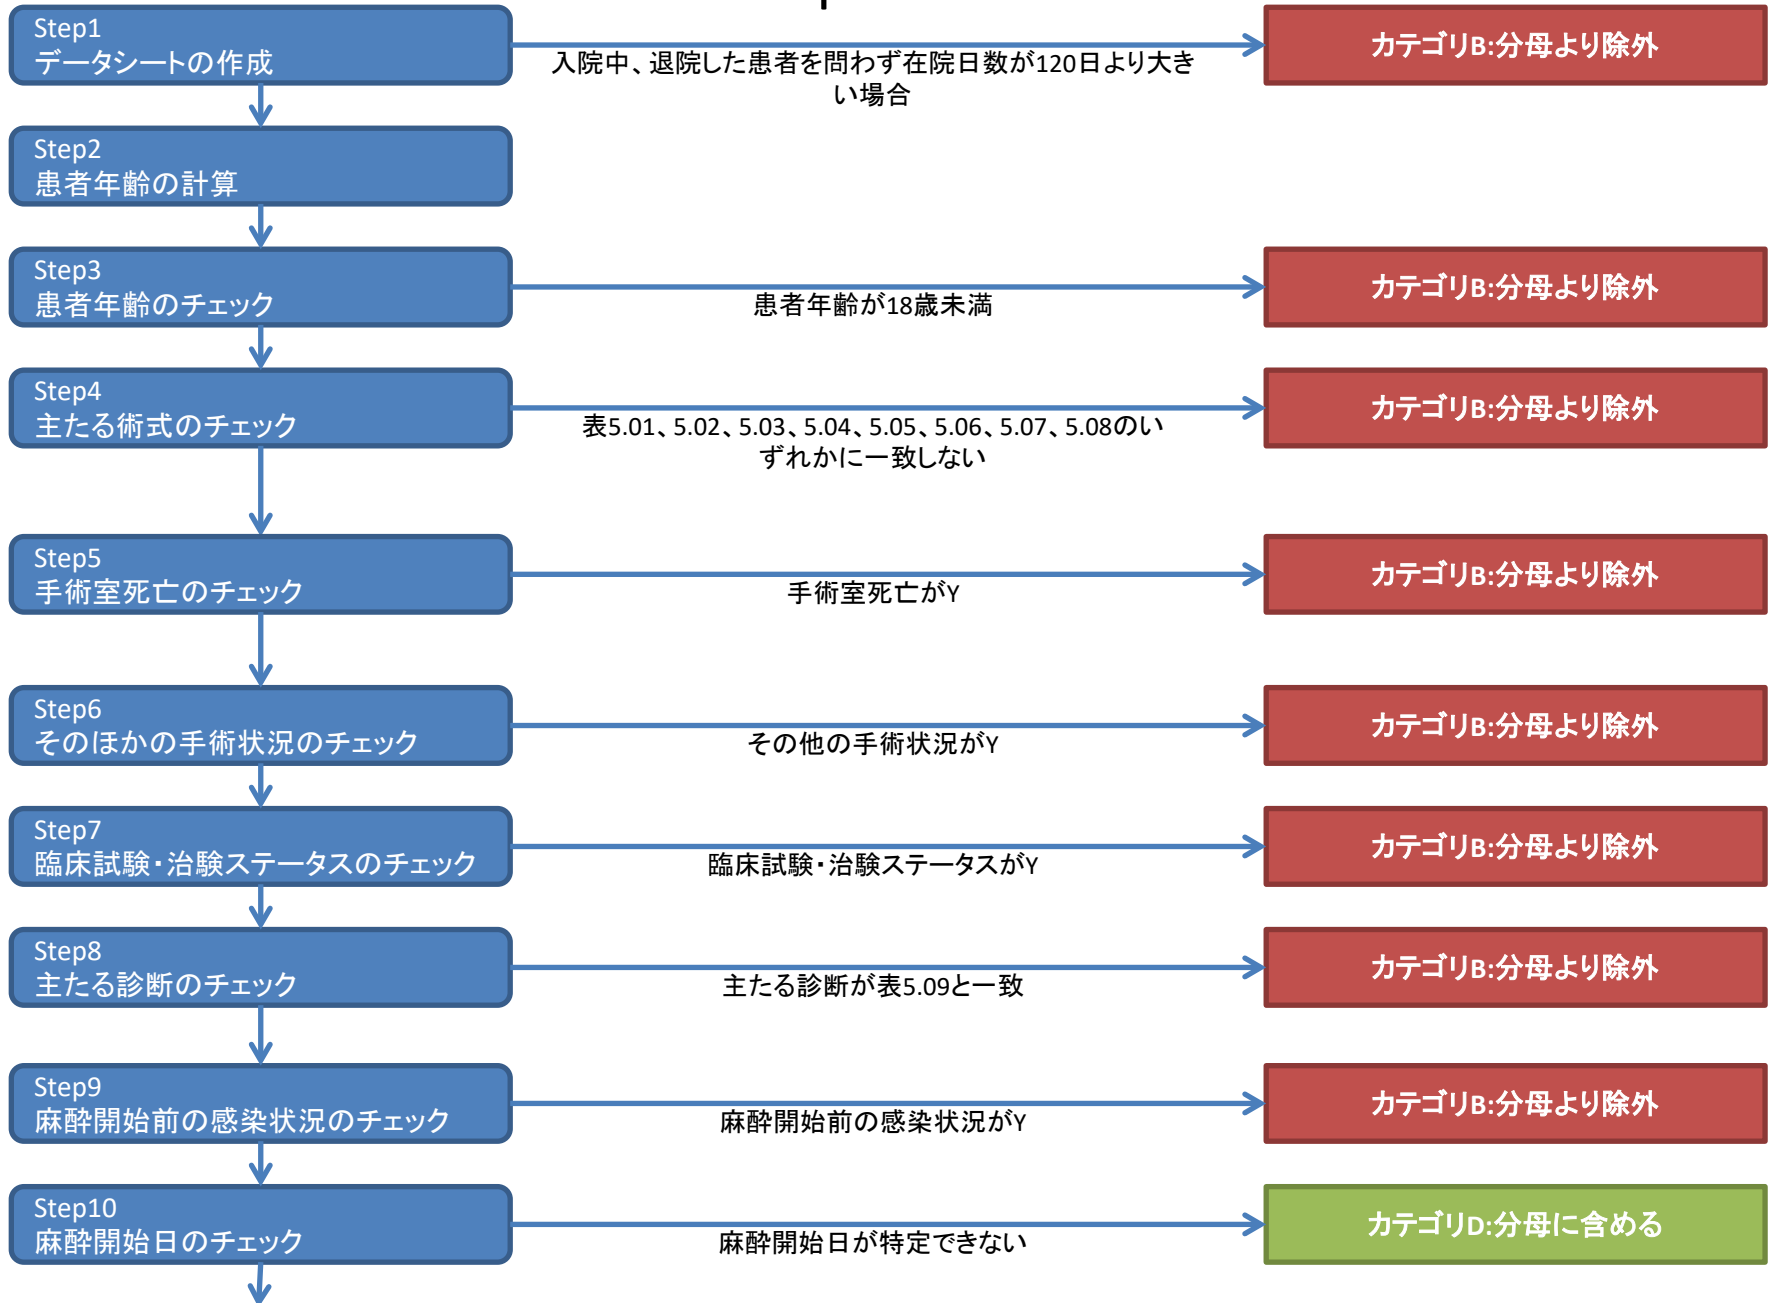 Step1
データシートの作成
入院中、退院した患者を問わず在院日数が120日より大き
い場合
カテゴリB:分母より除外
Step2
患者年齢の計算
Step3
患者年齢のチェック
患者年齢が18歳未満
カテゴリB:分母より除外
Step4
主たる術式のチェック
表5.01、5.02、5.03、5.04、5.05、5.06、5.07、5.08のい
ずれかに一致しない
カテゴリB:分母より除外
Step5
手術室死亡のチェック
手術室死亡がY
カテゴリB:分母より除外
Step6
そのほかの手術状況のチェック
その他の手術状況がY
カテゴリB:分母より除外
Step7
臨床試験・治験ステータスのチェック
臨床試験・治験ステータスがY
カテゴリB:分母より除外
Step8
主たる診断のチェック
主たる診断が表5.09と一致
カテゴリB:分母より除外
Step9
麻酔開始前の感染状況のチェック
麻酔開始前の感染状況がY
カテゴリB:分母より除外
Step10
麻酔開始日のチェック
麻酔開始日が特定できない
カテゴリD:分母に含める